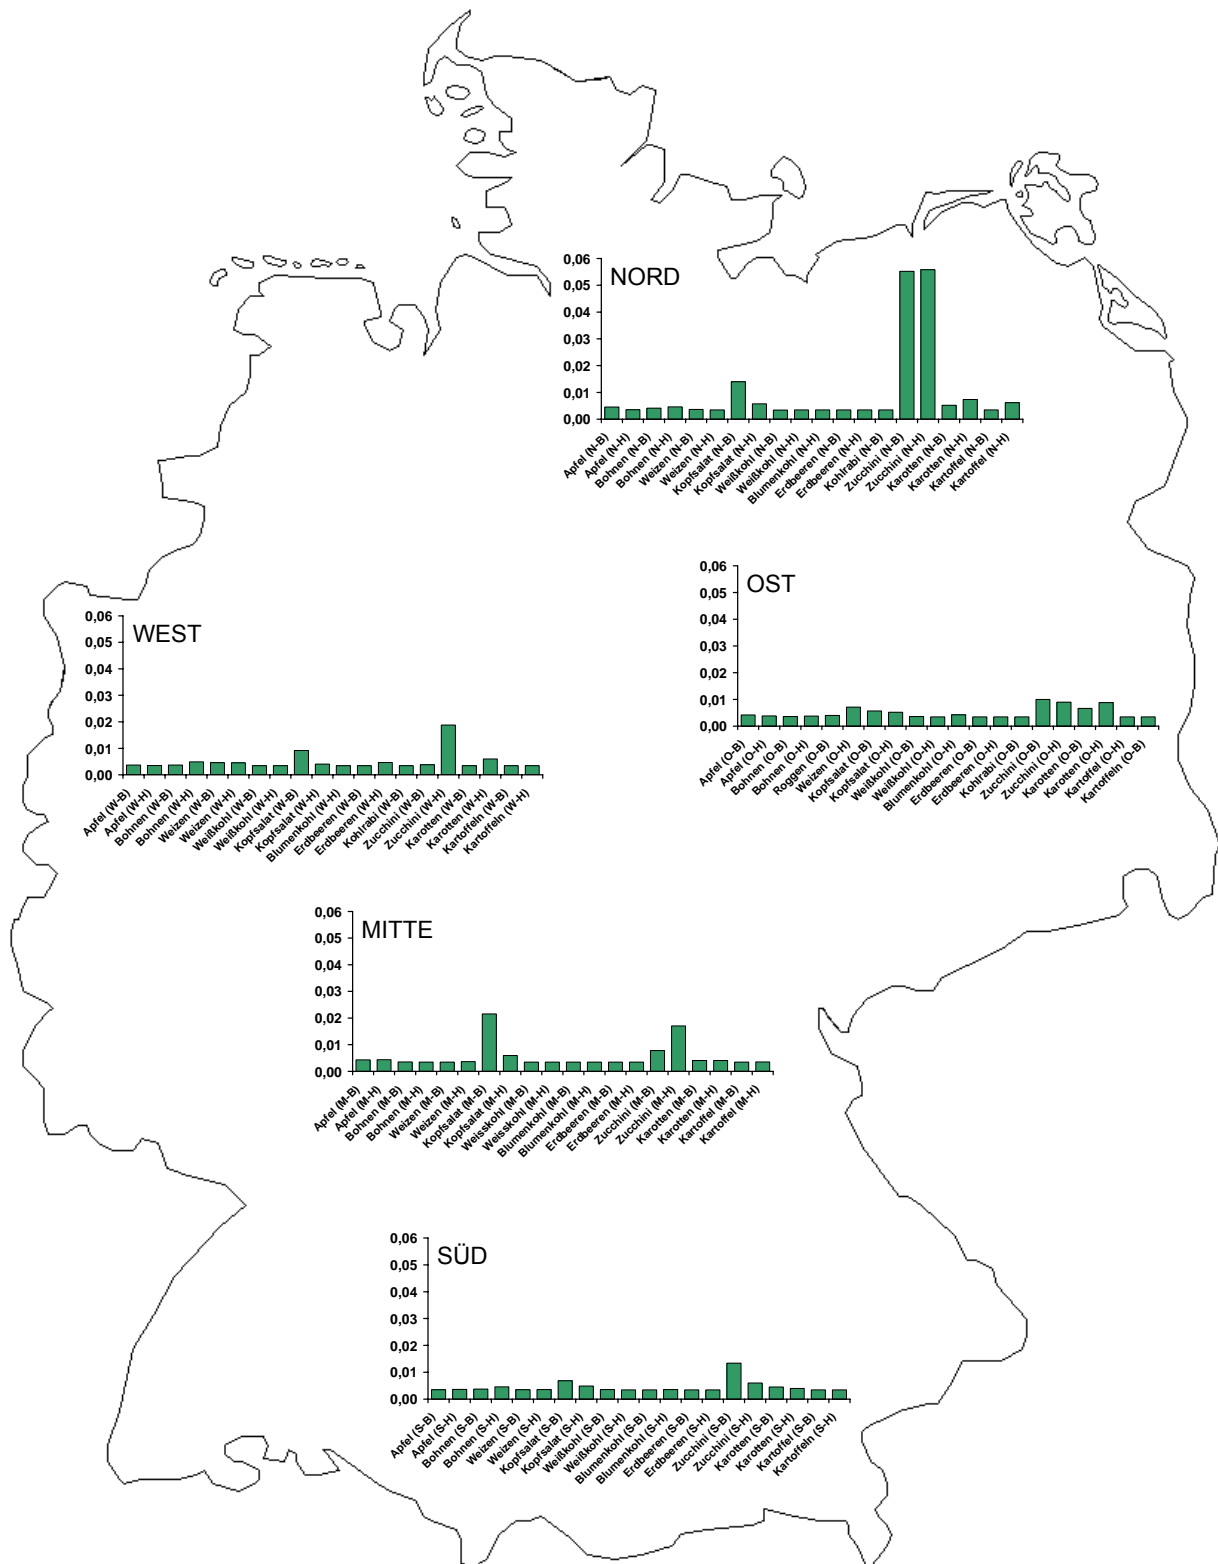 NORD
0,06
0,05
0,04
0,03
0,02
0,01
0,00
Apfel (N-B)
Apfel (N-H)
Bohnen (N-B)
Bohnen (N-H)
Weizen (N-B)
Weizen (N-H)
Kopfsalat (N-B)
Kopfsalat (N-H)
Weißkohl (N-B)
Weißkohl (N-H)
Blumenkohl (N-H)
Erdbeeren (N-B)
Erdbeeren (N-H)
Kohlrabi (N-B)
Zucchini (N-B)
Zucchini (N-H)
Karotten (N-B)
Karotten (N-H)
Kartoffel (N-B)
Kartoffel (N-H)
OST
0,06
0,05
0,04
0,03
0,02
0,01
0,00
Apfel (O-B)
Apfel (O-H)
Bohnen (O-B)
Bohnen (O-H)
Roggen (O-B)
Weizen (O-H)
Kopfsalat (O-B)
Kopfsalat (O-H)
Weißkohl (O-B)
Weißkohl (O-H)
Blumenkohl (O-H)
Erdbeeren (O-B)
Erdbeeren (O-H)
Kohlrabi (O-B)
Zucchini (O-B)
Zucchini (O-H)
Karotten (O-B)
Karotten (O-H)
Kartoffel (O-H)
Kartoffeln (O-B)
WEST
0,06
0,05
0,04
0,03
0,02
0,01
0,00
Apfel (W-B)
Apfel (W-H)
Bohnen (W-B)
Bohnen (W-H)
Weizen (W-B)
Weizen (W-H)
Weißkohl (W-B)
Weißkohl (W-H)
Kopfsalat (W-B)
Kopfsalat (W-H)
Blumenkohl (W-H)
Erdbeeren (W-B)
Erdbeeren (W-H)
Kohlrabi (W-B)
Zucchini (W-B)
Zucchini (W-H)
Karotten (W-B)
Karotten (W-H)
Kartoffeln (W-B)
Kartoffeln (W-H)
MITTE
0,06
0,05
0,04
0,03
0,02
0,01
0,00
Apfel (M-B)
Apfel (M-H)
Bohnen (M-B)
Bohnen (M-H)
Weizen (M-B)
Weizen (M-H)
Kopfsalat (M-B)
Kopfsalat (M-H)
Weisskohl (M-B)
Weisskohl (M-H)
Blumenkohl (M-B)
Blumenkohl (M-H)
Erdbeeren (M-B)
Erdbeeren (M-H)
Zucchini (M-B)
Zucchini (M-H)
Karotten (M-B)
Karotten (M-H)
Kartoffel (M-B)
Kartoffel (M-H)
SÜD
0,06
0,05
0,04
0,03
0,02
0,01
0,00
Apfel (S-B)
Apfel (S-H)
Bohnen (S-B)
Bohnen (S-H)
Weizen (S-B)
Weizen (S-H)
Kopfsalat (S-B)
Kopfsalat (S-H)
Weißkohl (S-B)
Weißkohl (S-H)
Blumenkohl (S-B)
Blumenkohl (S-H)
Erdbeeren (S-B)
Erdbeeren (S-H)
Zucchini (S-B)
Zucchini (S-H)
Karotten (S-B)
Karotten (S-H)
Kartoffel (S-B)
Kartoffeln (S-H)